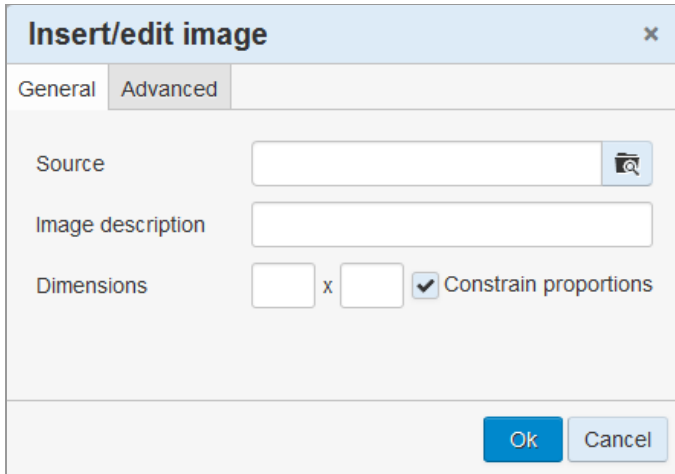 Insert/edit image ×
General Advanced
Source
Image description
Dimensions x Constrain proportions
Ok Cancel